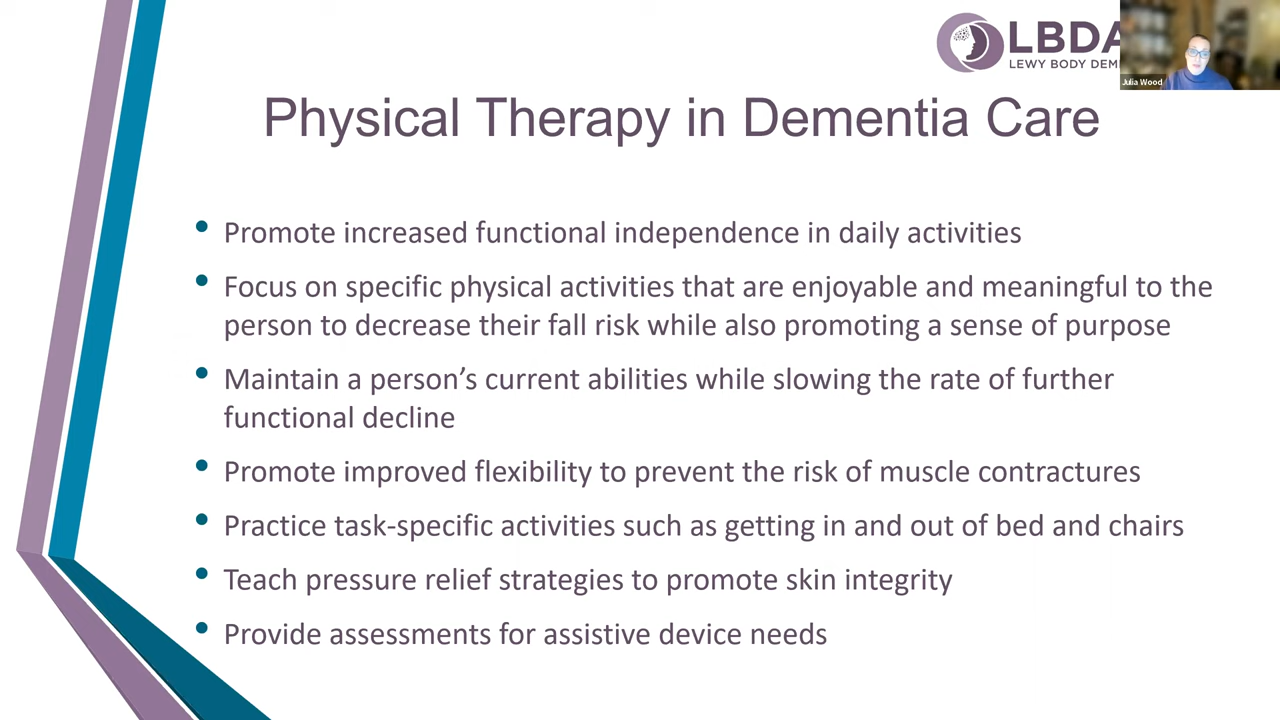 LBDA
LEWY BODY DEM
Julia Wood
Physical Therapy in Dementia Care
• Promote increased functional independence in daily activities
• Focus on specific physical activities that are enjoyable and meaningful to the
person to decrease their fall risk while also promoting a sense of purpose
• Maintain a person’s current abilities while slowing the rate of further
functional decline
• Promote improved flexibility to prevent the risk of muscle contractures
• Practice task-specific activities such as getting in and out of bed and chairs
• Teach pressure relief strategies to promote skin integrity
• Provide assessments for assistive device needs